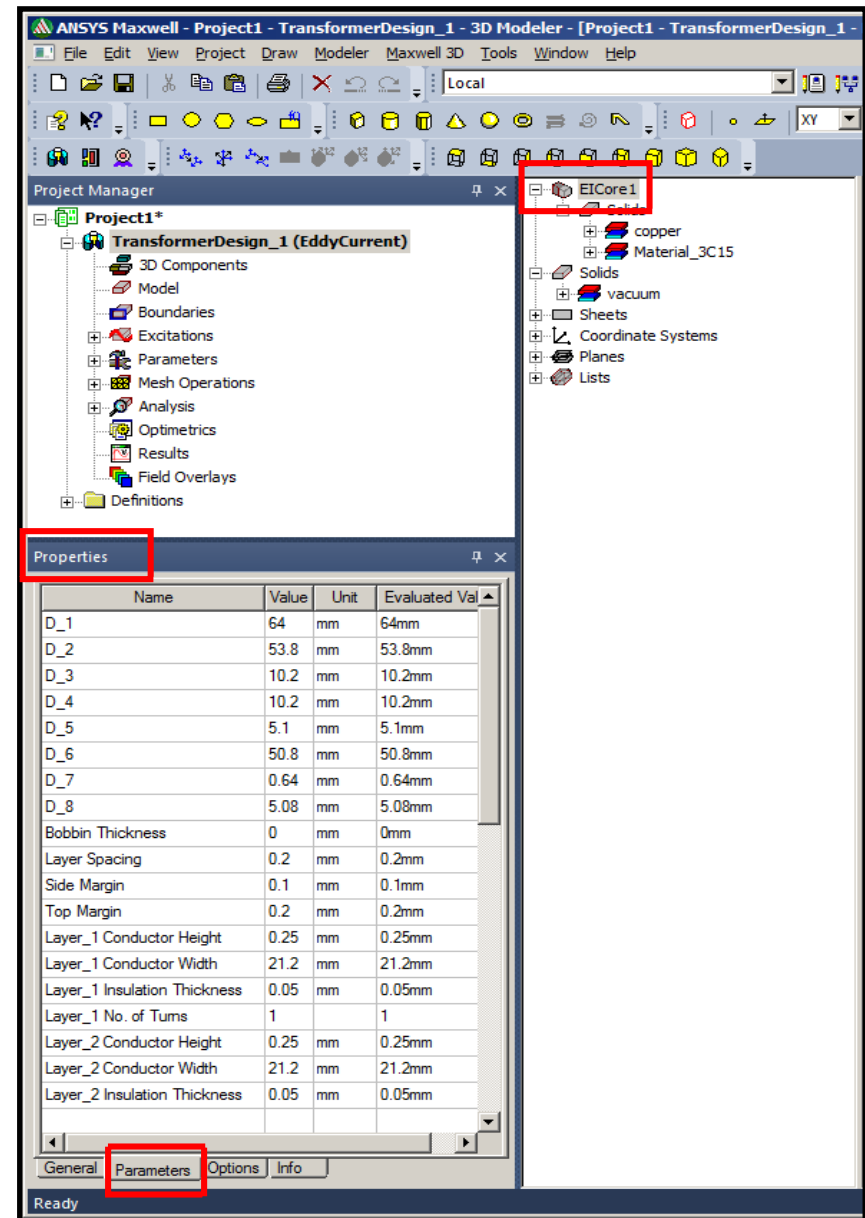 ANSYS Maxwell - Project1 - TransformerDesign_1 - 3D Modeler - [Project1 - TransformerDesign_1 -
File Edit View Project Draw Modeler Maxwell 3D Tools Window Help
Local
XY
Project Manager
Project1*
TransformerDesign_1 (EddyCurrent)
3D Components
Model
Boundaries
Excitations
Parameters
Mesh Operations
Analysis
Optimetrics
Results
Field Overlays
Definitions
EICore1
Solids
copper
Material_3C15
Solids
vacuum
Sheets
Coordinate Systems
Planes
Lists
Properties
Name Value Unit Evaluated Val
D_1 64 mm 64mm
D_2 53.8 mm 53.8mm
D_3 10.2 mm 10.2mm
D_4 10.2 mm 10.2mm
D_5 5.1 mm 5.1mm
D_6 50.8 mm 50.8mm
D_7 0.64 mm 0.64mm
D_8 5.08 mm 5.08mm
Bobbin Thickness 0 mm 0mm
Layer Spacing 0.2 mm 0.2mm
Side Margin 0.1 mm 0.1mm
Top Margin 0.2 mm 0.2mm
Layer_1 Conductor Height 0.25 mm 0.25mm
Layer_1 Conductor Width 21.2 mm 21.2mm
Layer_1 Insulation Thickness 0.05 mm 0.05mm
Layer_1 No. of Turns 1 1
Layer_2 Conductor Height 0.25 mm 0.25mm
Layer_2 Conductor Width 21.2 mm 21.2mm
Layer_2 Insulation Thickness 0.05 mm 0.05mm
General Parameters Options Info
Ready